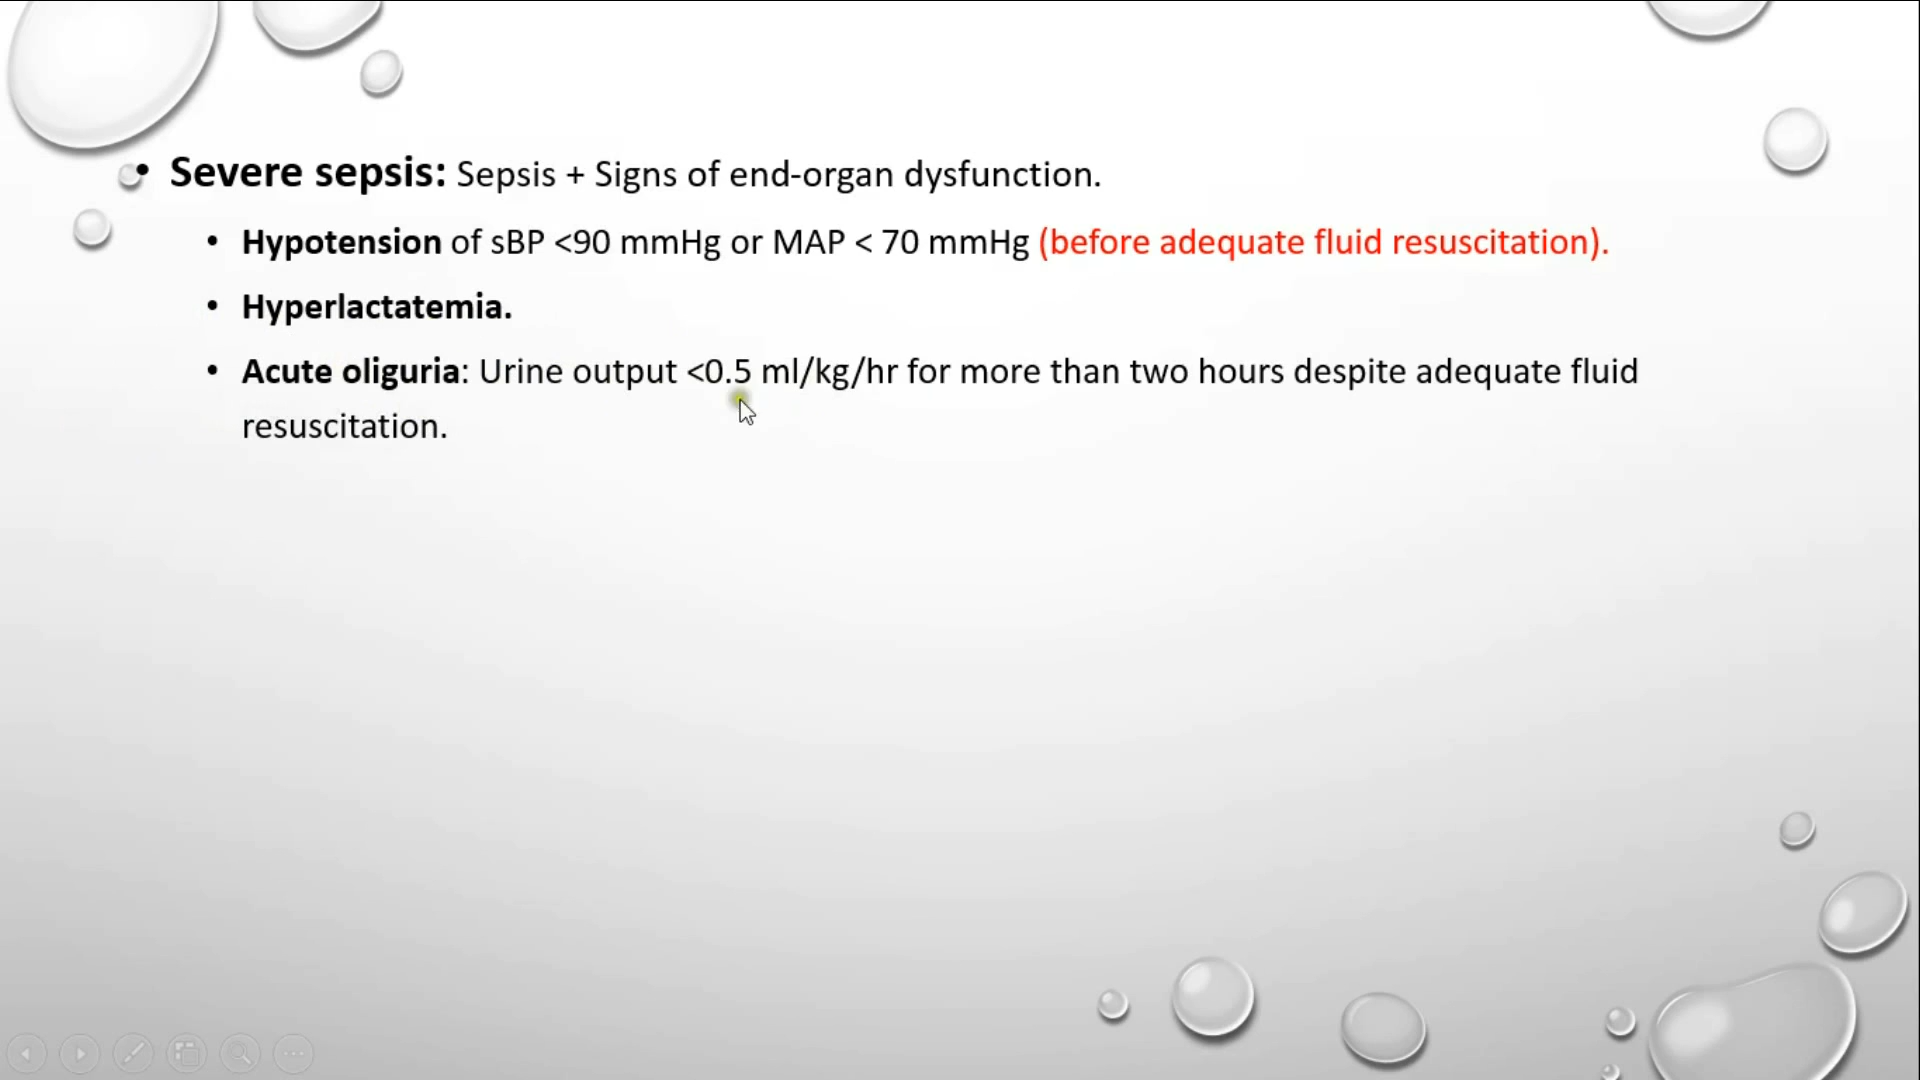 • Severe sepsis: Sepsis + Signs of end-organ dysfunction.
• Hypotension of sBP <90 mmHg or MAP < 70 mmHg (before adequate fluid resuscitation).
• Hyperlactatemia.
• Acute oliguria: Urine output <0.5 ml/kg/hr for more than two hours despite adequate fluid
resuscitation.